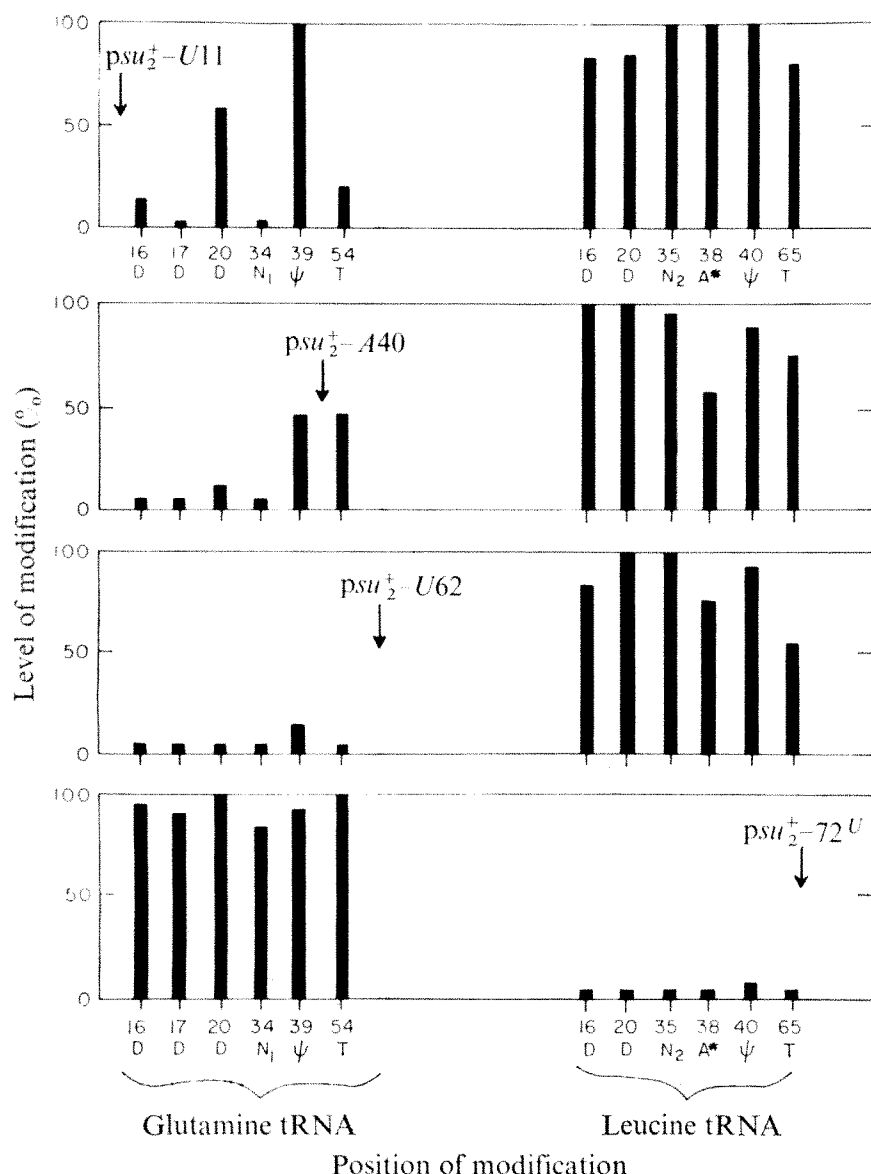 100
psu₂⁺–U11
50
0
16 17 20 34 39 54 16 20 35 38 40 65
D D D N₁ ψ T D D N₂ A* ψ T
100
psu₂⁺–A40
50
0
100
psu₂⁺–U62
50
0
100
psu₂⁺–72ᵁ
50
0
16 17 20 34 39 54 16 20 35 38 40 65
D D D N₁ ψ T D D N₂ A* ψ T
Level of modification (%)
Glutamine tRNA Leucine tRNA
Position of modification